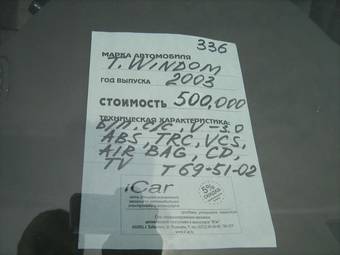 336
МАРКА АВТОМОБИЛЯ
T. WINDOM
ГОД ВЫПУСКА 2003
СТОИМОСТЬ 500,000
ТЕХНИЧЕСКАЯ ХАРАКТЕРИСТИКА:
Б/П, С/С, V-3.0
ABS, TRC, VCS,
AIR BAG, CD,
TV Т 69-51-02
iCar
5%